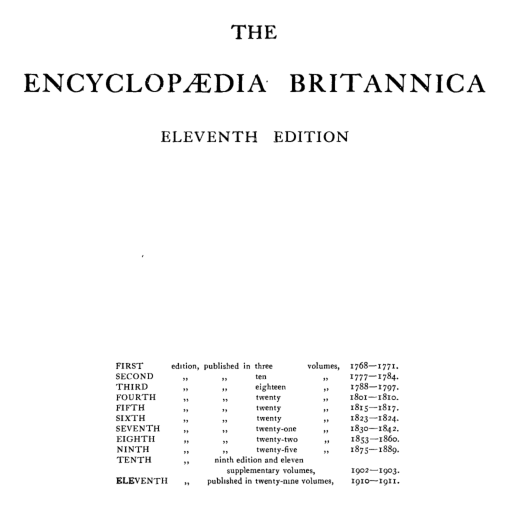 THE
ENCYCLOPÆDIA BRITANNICA
ELEVENTH EDITION
FIRST edition, published in three volumes, 1768—1771.
SECOND ,, ,, ten ,, 1777—1784.
THIRD ,, ,, eighteen ,, 1788—1797.
FOURTH ,, ,, twenty ,, 1801—1810.
FIFTH ,, ,, twenty ,, 1815—1817.
SIXTH ,, ,, twenty ,, 1823—1824.
SEVENTH ,, ,, twenty-one ,, 1830—1842.
EIGHTH ,, ,, twenty-two ,, 1853—1860.
NINTH ,, ,, twenty-five ,, 1875—1889.
TENTH ,, ninth edition and eleven
supplementary volumes, 1902—1903.
ELEVENTH ,, published in twenty-nine volumes, 1910—1911.